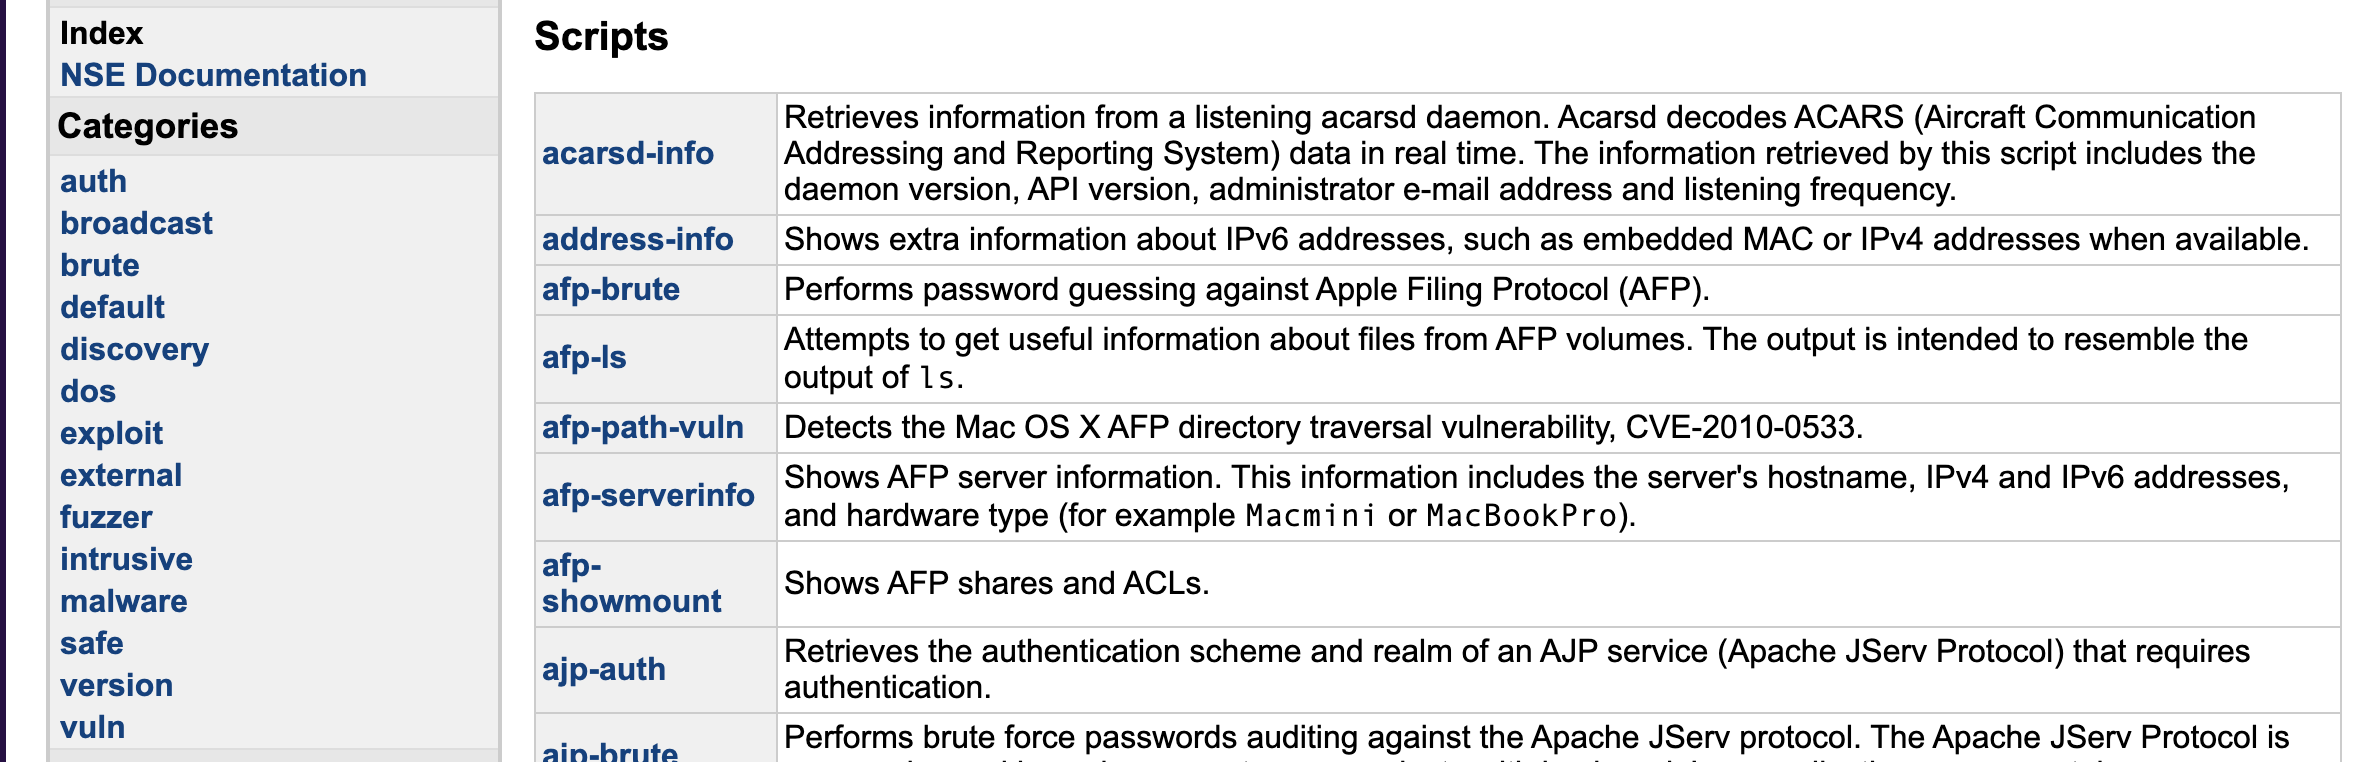 Index
NSE Documentation
Categories
auth
broadcast
brute
default
discovery
dos
exploit
external
fuzzer
intrusive
malware
safe
version
vuln
Scripts
acarsd-info
Retrieves information from a listening acarsd daemon. Acarsd decodes ACARS (Aircraft Communication
Addressing and Reporting System) data in real time. The information retrieved by this script includes the
daemon version, API version, administrator e-mail address and listening frequency.
address-info
Shows extra information about IPv6 addresses, such as embedded MAC or IPv4 addresses when available.
afp-brute
Performs password guessing against Apple Filing Protocol (AFP).
afp-ls
Attempts to get useful information about files from AFP volumes. The output is intended to resemble the
output of ls.
afp-path-vuln
Detects the Mac OS X AFP directory traversal vulnerability, CVE-2010-0533.
afp-serverinfo
Shows AFP server information. This information includes the server's hostname, IPv4 and IPv6 addresses,
and hardware type (for example Macmini or MacBookPro).
afp-
showmount
Shows AFP shares and ACLs.
ajp-auth
Retrieves the authentication scheme and realm of an AJP service (Apache JServ Protocol) that requires
authentication.
ajp-brute
Performs brute force passwords auditing against the Apache JServ protocol. The Apache JServ Protocol is